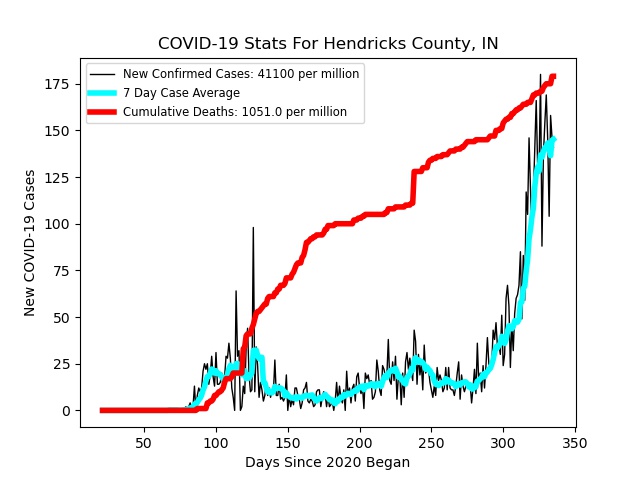 COVID-19 Stats For Hendricks County, IN
New Confirmed Cases: 41100 per million
7 Day Case Average
Cumulative Deaths: 1051.0 per million
175
150
125
100
75
50
25
0
New COVID-19 Cases
50 100 150 200 250 300 350
Days Since 2020 Began